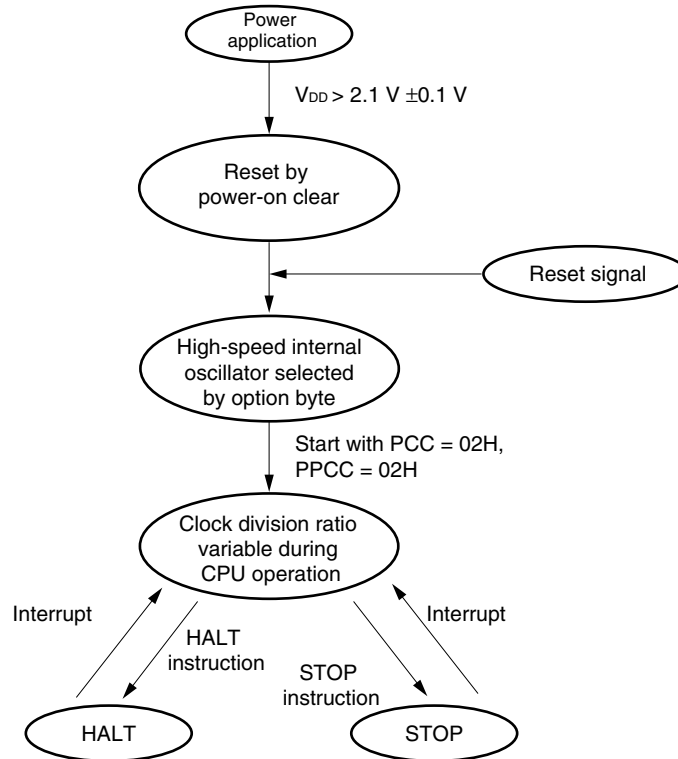 Power
application
VDD > 2.1 V ±0.1 V
Reset by
power-on clear
Reset signal
High-speed internal
oscillator selected
by option byte
Start with PCC = 02H,
PPCC = 02H
Clock division ratio
variable during
CPU operation
Interrupt
HALT
instruction
STOP
instruction
Interrupt
HALT
STOP